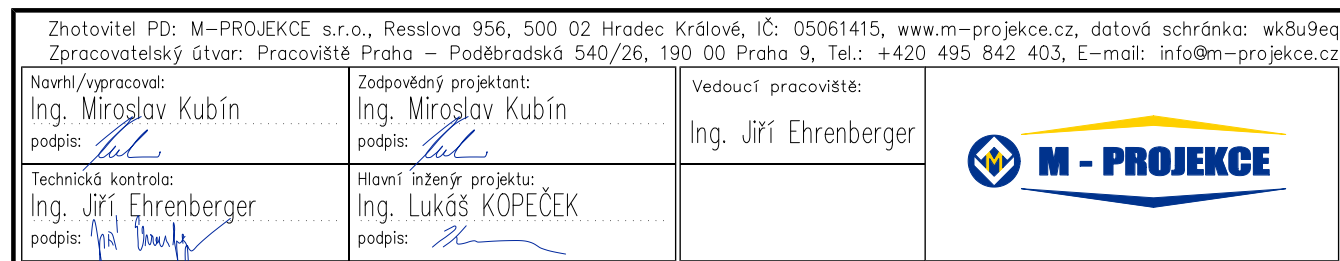 Zhotovitel PD: M-PROJEKCE s.r.o., Resslova 956, 500 02 Hradec Králové, IČ: 05061415, www.m-projekce.cz, datová schránka: wk8u9eq
Zpracovatelský útvar: Pracoviště Praha - Poděbradská 540/26, 190 00 Praha 9, Tel.: +420 495 842 403, E-mail: info@m-projekce.cz
Navrhl/vypracoval:
Ing. Miroslav Kubín
podpis:
Zodpovědný projektant:
Ing. Miroslav Kubín
podpis:
Vedoucí pracoviště:
Ing. Jiří Ehrenberger
M - PROJEKCE
Technická kontrola:
Ing. Jiří Ehrenberger
podpis:
Hlavní inženýr projektu:
Ing. Lukáš KOPEČEK
podpis: